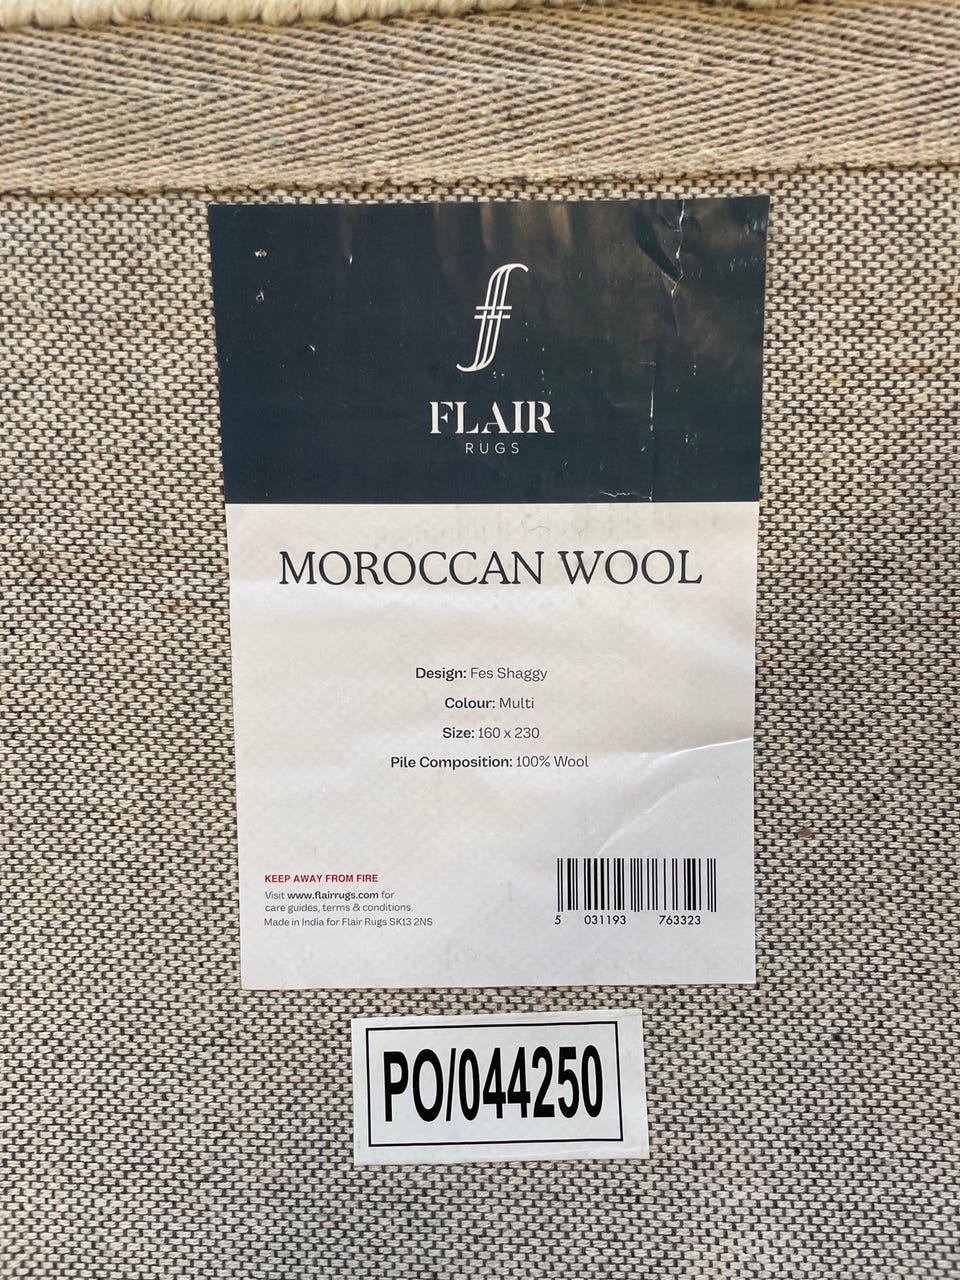 FLAIR
RUGS
MOROCCAN WOOL
Design: Fes Shaggy
Colour: Multi
Size: 160 x 230
Pile Composition: 100% Wool
KEEP AWAY FROM FIRE
Visit www.flairrugs.com for
care guides, terms & conditions.
Made in India for Flair Rugs SK13 2NS
5 031193 763323
PO/044250